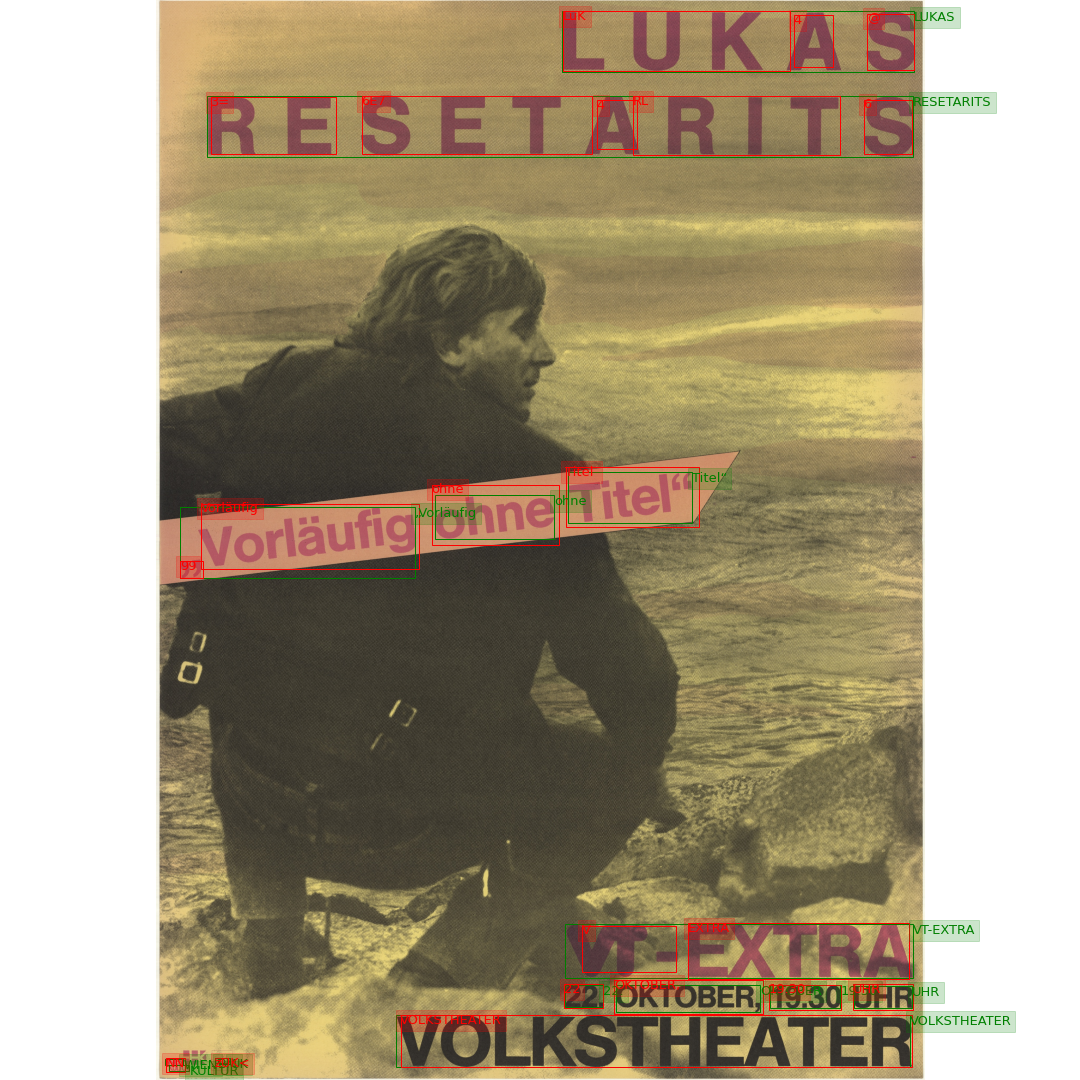 LUKAS
RESETARITS
„Vorläufig ohne Titel“
VT-EXTRA
22. OKTOBER, 19.30 UHR
VOLKSTHEATER